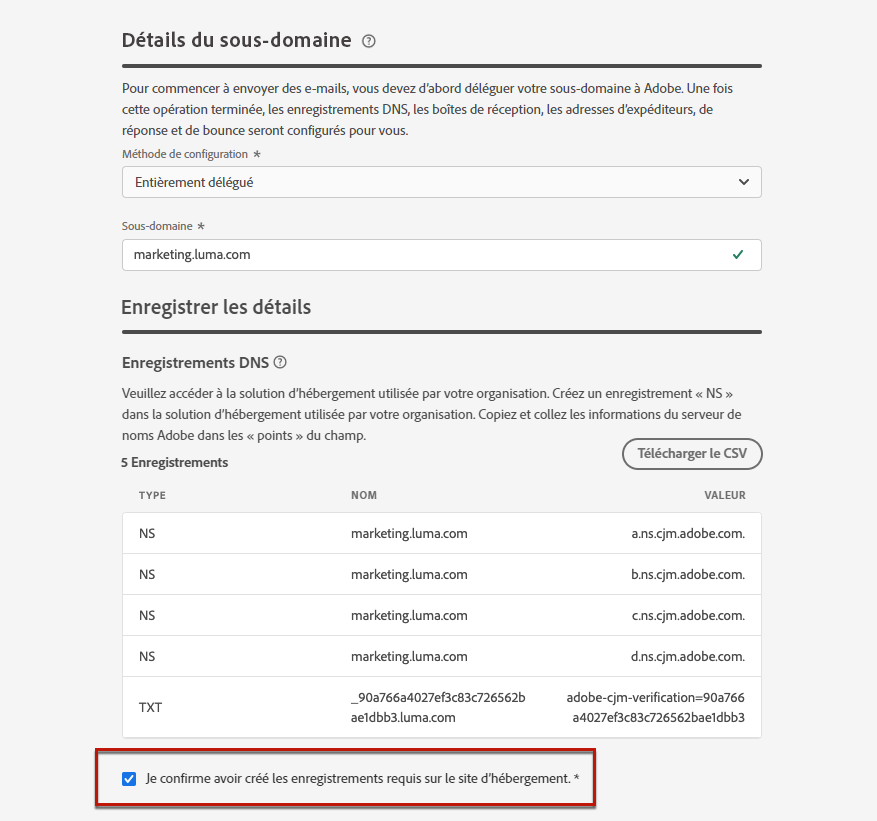 Détails du sous-domaine ?
Pour commencer à envoyer des e-mails, vous devez d’abord déléguer votre sous-domaine à Adobe. Une fois
cette opération terminée, les enregistrements DNS, les boîtes de réception, les adresses d’expéditeurs, de
réponse et de bounce seront configurés pour vous.
Méthode de configuration *
Entièrement délégué
Sous-domaine *
marketing.luma.com
Enregistrer les détails
Enregistrements DNS ?
Veuillez accéder à la solution d’hébergement utilisée par votre organisation. Créez un enregistrement « NS »
dans la solution d’hébergement utilisée par votre organisation. Copiez et collez les informations du serveur de
noms Adobe dans les « points » du champ.
5 Enregistrements
Télécharger le CSV
TYPE NOM VALEUR
NS marketing.luma.com a.ns.cjm.adobe.com.
NS marketing.luma.com b.ns.cjm.adobe.com.
NS marketing.luma.com c.ns.cjm.adobe.com.
NS marketing.luma.com d.ns.cjm.adobe.com.
TXT
_90a766a4027ef3c83c726562b
ae1dbb3.luma.com
adobe-cjm-verification=90a766
a4027ef3c83c726562bae1dbb3
Je confirme avoir créé les enregistrements requis sur le site d’hébergement. *